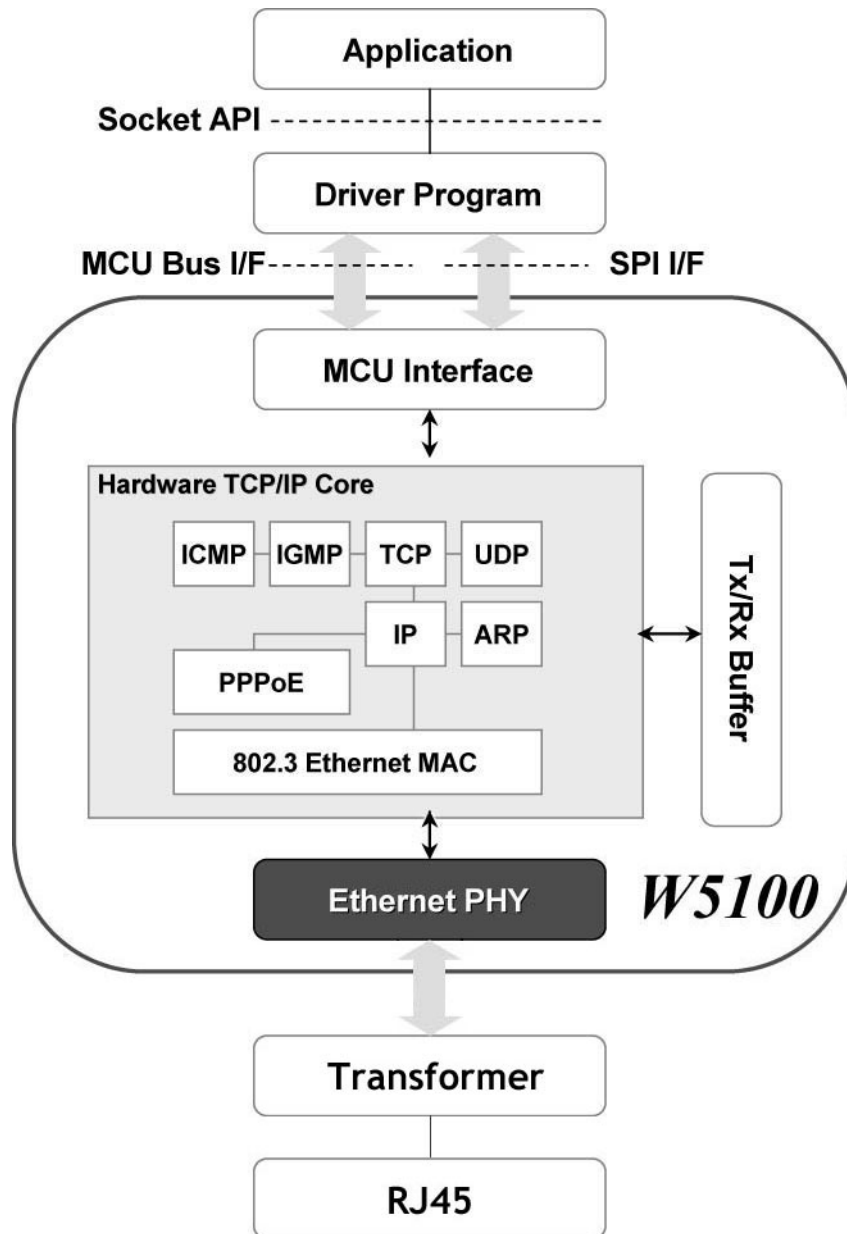 Application
Socket API
Driver Program
MCU Bus I/F
SPI I/F
MCU Interface
Hardware TCP/IP Core
ICMP
IGMP
TCP
UDP
IP
ARP
PPPoE
802.3 Ethernet MAC
Tx/Rx Buffer
Ethernet PHY
W5100
Transformer
RJ45